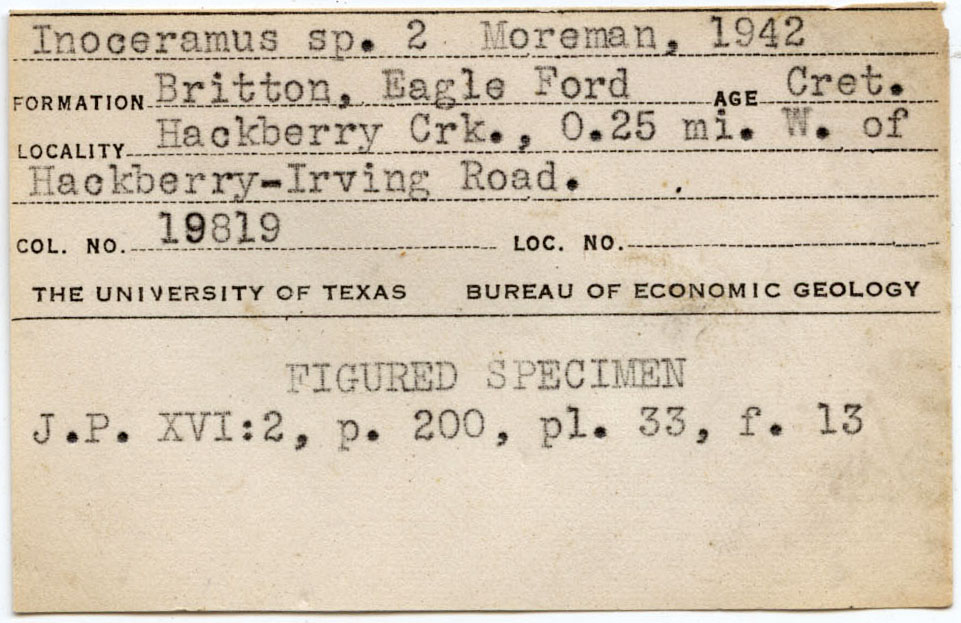 Inoceramus sp. 2 Moreman, 1942
FORMATION Britton, Eagle Ford AGE Cret.
LOCALITY Hackberry Crk., 0.25 mi. W. of
Hackberry-Irving Road.
COL. NO. 19819 LOC. NO.
THE UNIVERSITY OF TEXAS BUREAU OF ECONOMIC GEOLOGY
FIGURED SPECIMEN
J.P. XVI:2, p. 200, pl. 33, f. 13